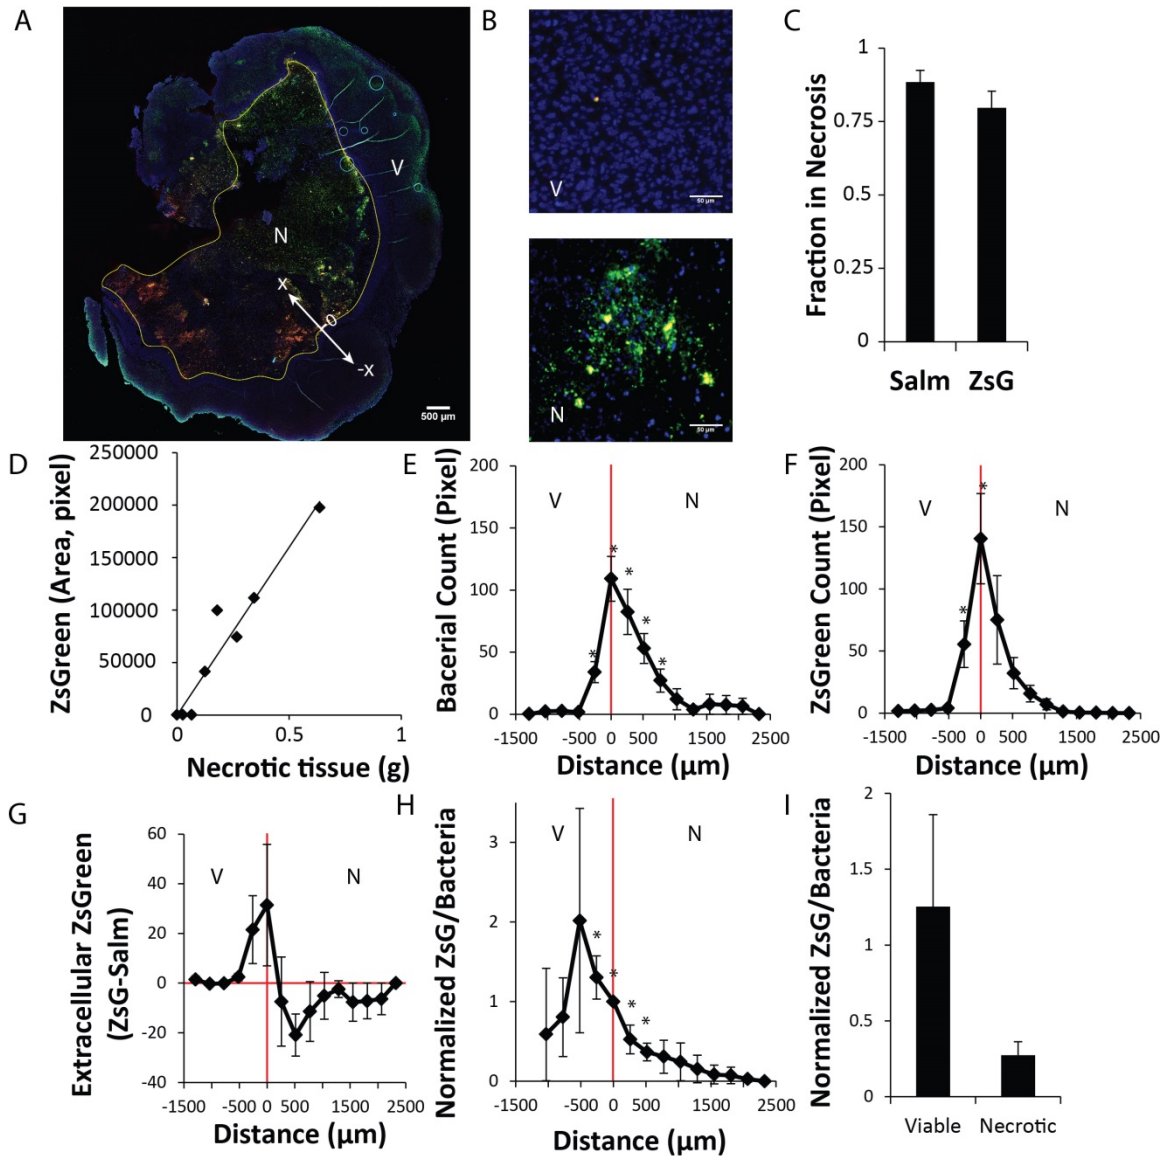 A
V
N
x
0
-x
500 µm
B
V
50 µm
N
50 µm
C
Fraction in Necrosis
1
0.75
0.5
0.25
0
Salm ZsG
D
ZsGreen (Area, pixel)
250000
200000
150000
100000
50000
0
0 0.5 1
Necrotic tissue (g)
E
Bacerial Count (Pixel)
200
150
100
50
0
V N
* * * * *
-1500 -500 0 500 1500 2500
Distance (µm)
F
ZsGreen Count (Pixel)
200
150
100
50
0
V N
* *
-1500 -500 0 500 1500 2500
Distance (µm)
G
Extracellular ZsGreen
(ZsG-Salm)
60
40
20
0
-20
-40
V N
-1500 -500 0 500 1500 2500
Distance (µm)
H
Normalized ZsG/Bacteria
3
2
1
0
V N
* * * *
-1500 -500 0 500 1500 2500
Distance (µm)
I
Normalized ZsG/Bacteria
2
1.5
1
0.5
0
Viable Necrotic